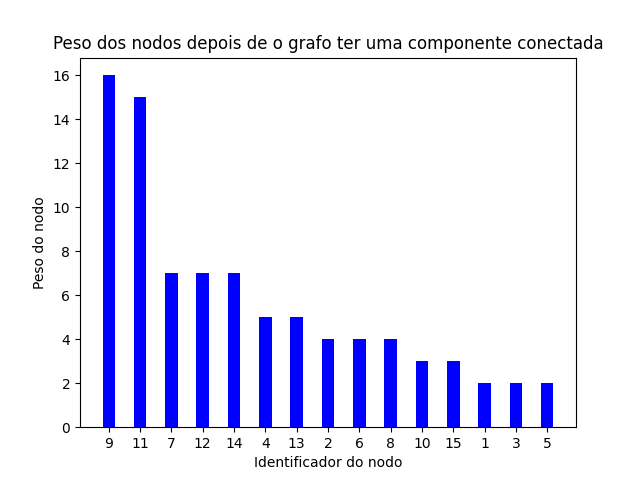 Peso dos nodos depois de o grafo ter uma componente conectada
16
14
12
10
8
6
4
2
0
Peso do nodo
9 11 7 12 14 4 13 2 6 8 10 15 1 3 5
Identificador do nodo